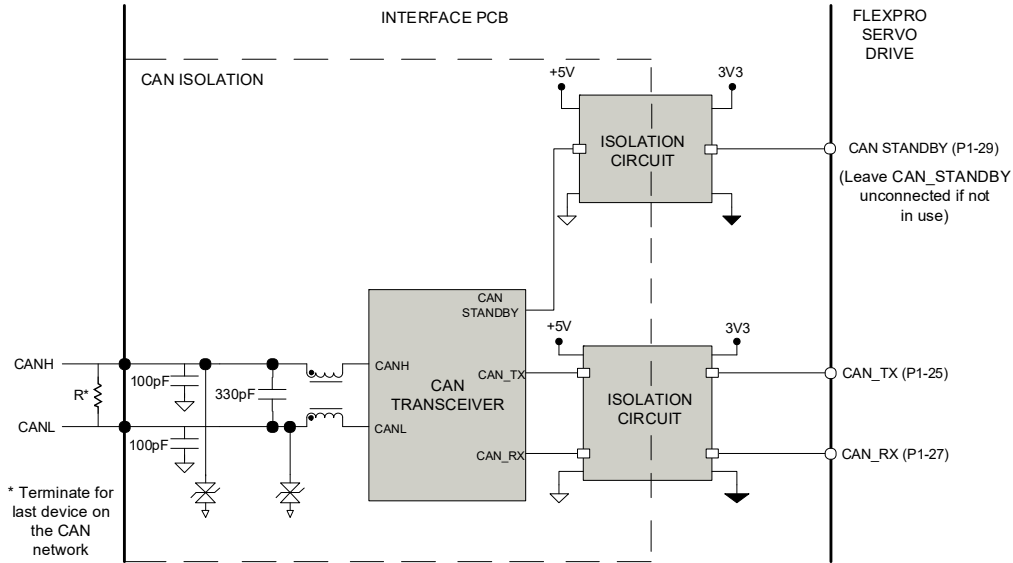 INTERFACE PCB
FLEXPRO
SERVO
DRIVE
CAN ISOLATION
+5V
3V3
ISOLATION
CIRCUIT
CAN STANDBY (P1-29)
(Leave CAN_STANDBY
unconnected if not
in use)
CAN
STANDBY
+5V
3V3
CANH
100pF
330pF
CANH
R*
CAN
TRANSCEIVER
CAN_TX
ISOLATION
CIRCUIT
CAN_TX (P1-25)
CANL
100pF
CANL
CAN_RX
CAN_RX (P1-27)
* Terminate for
last device on
the CAN
network